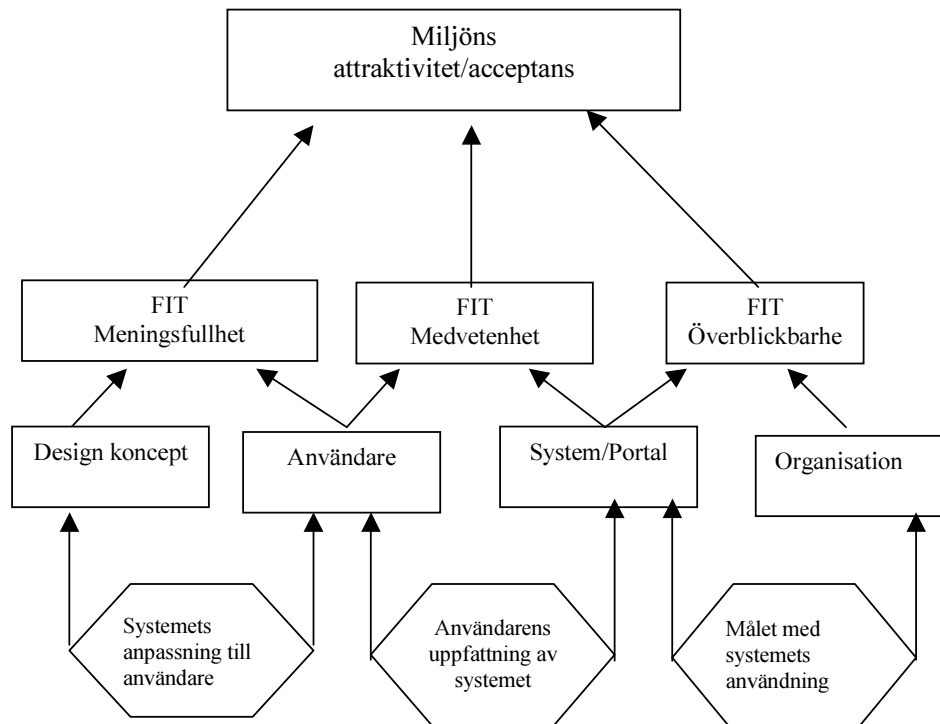 Miljöns
attraktivitet/acceptans
FIT
Meningsfullhet
FIT
Medvetenhet
FIT
Överblickbarhe
Design koncept
Användare
System/Portal
Organisation
Systemets
anpassning till
användare
Användarens
uppfattning av
systemet
Målet med
systemets
användning